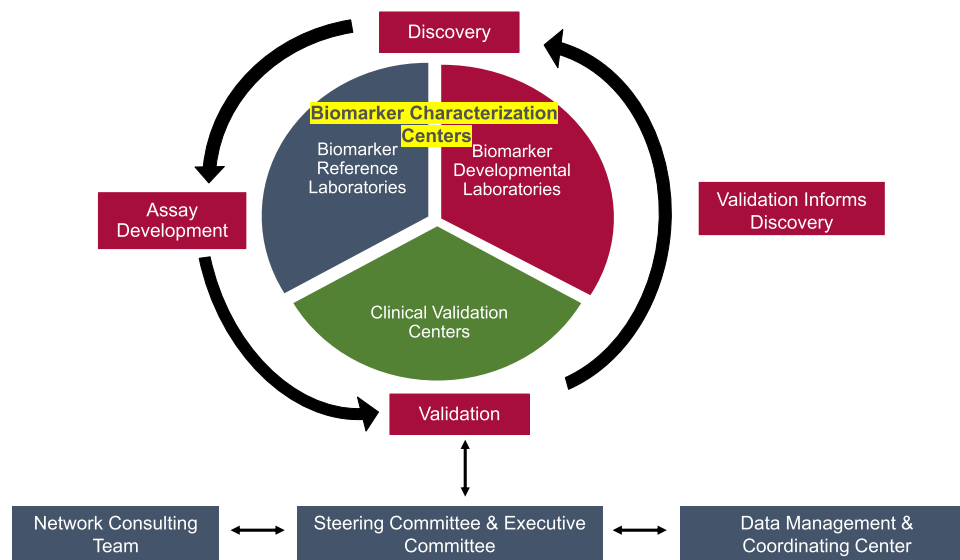 Discovery
Biomarker Characterization
Centers
Biomarker
Reference
Laboratories
Biomarker
Developmental
Laboratories
Assay
Development
Validation Informs
Discovery
Clinical Validation
Centers
Validation
Network Consulting
Team
Steering Committee & Executive
Committee
Data Management &
Coordinating Center